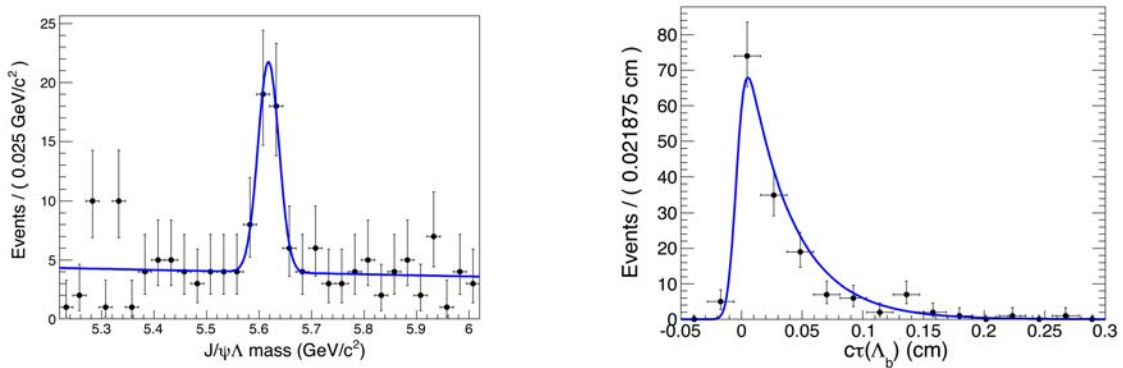 25
20
15
10
5
0
Events / ( 0.025 GeV/c²)
5.3 5.4 5.5 5.6 5.7 5.8 5.9 6
J/ψΛ mass (GeV/c²)
80
70
60
50
40
30
20
10
0
Events / ( 0.021875 cm)
-0.05 0 0.05 0.1 0.15 0.2 0.25 0.3
cτ(Λb) (cm)